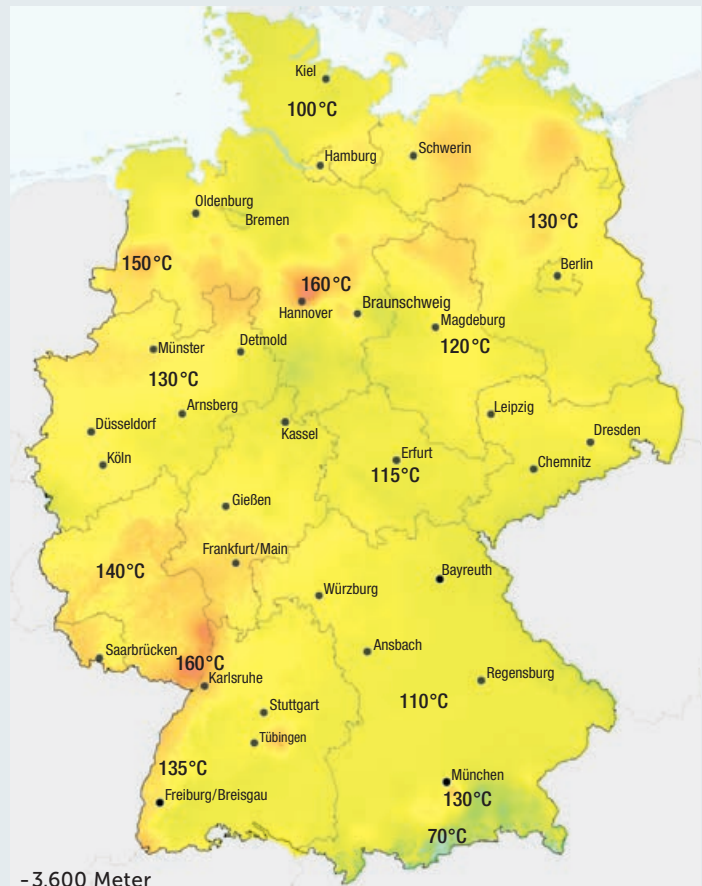 Kiel
100°C
Hamburg
Schwerin
Oldenburg
Bremen
130°C
150°C
Berlin
160°C
Hannover
Braunschweig
Magdeburg
120°C
Münster
Detmold
130°C
Arnsberg
Düsseldorf
Kassel
Leipzig
Dresden
Köln
Erfurt
115°C
Chemnitz
Gießen
Frankfurt/Main
140°C
Bayreuth
Würzburg
Saarbrücken
Ansbach
160°C
Karlsruhe
Regensburg
110°C
Stuttgart
Tübingen
135°C
München
130°C
Freiburg/Breisgau
70°C
-3.600 Meter